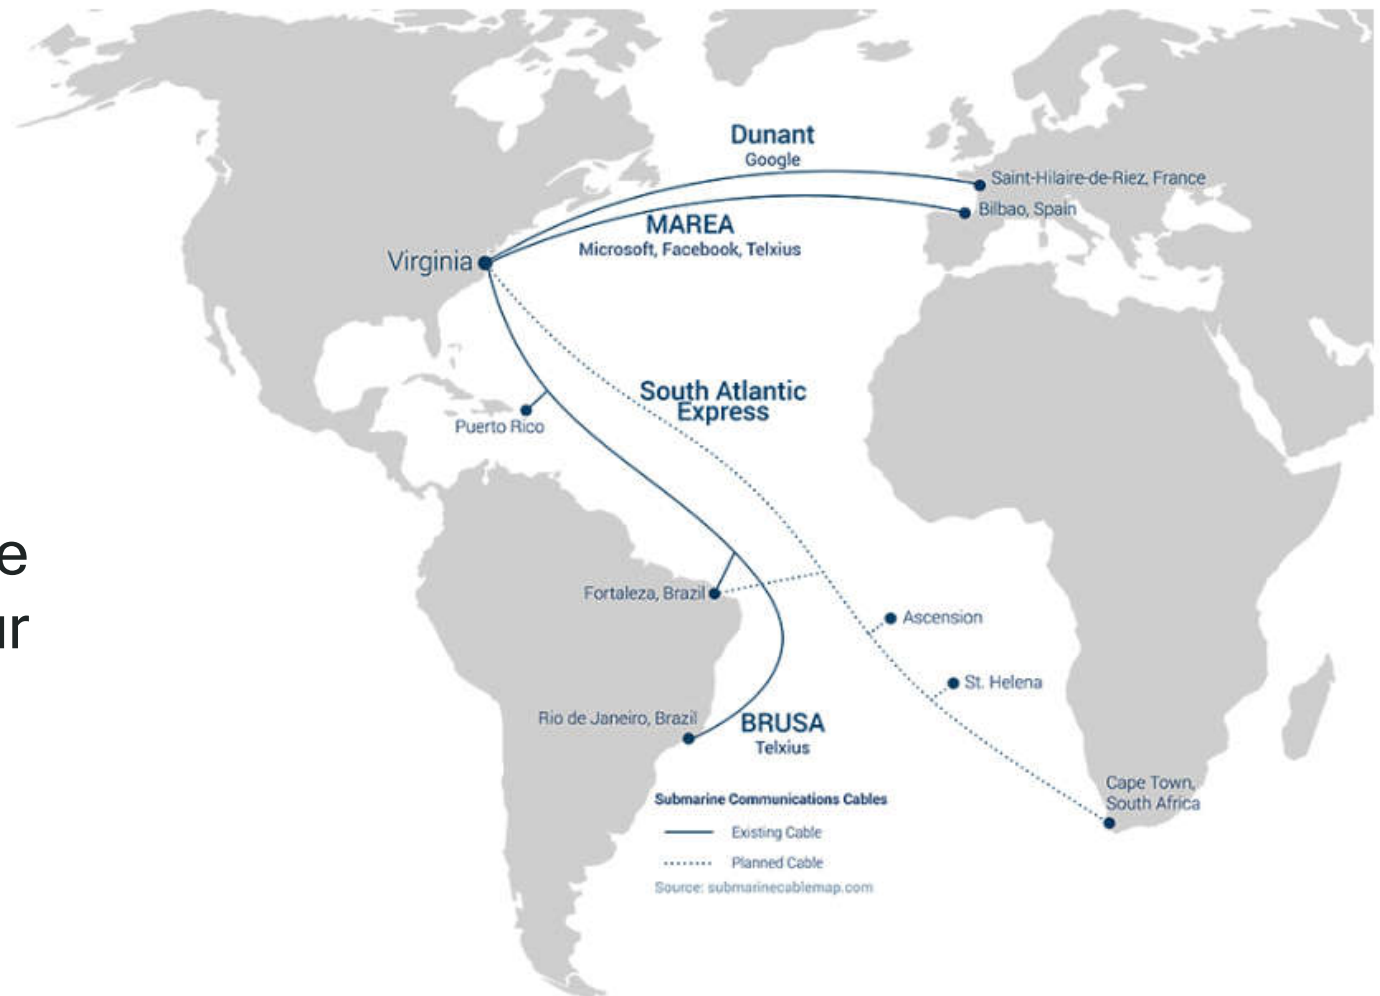 Dunant
Google
Saint-Hilaire-de-Riez, France
Bilbao, Spain
MAREA
Microsoft, Facebook, Telxius
Virginia
South Atlantic
Express
Puerto Rico
e
Fortaleza, Brazil
Ascension
ur
St. Helena
Rio de Janeiro, Brazil
BRUSA
Telxius
Cape Town,
South Africa
Submarine Communications Cables
Existing Cable
Planned Cable
Source: submarinecablemap.com